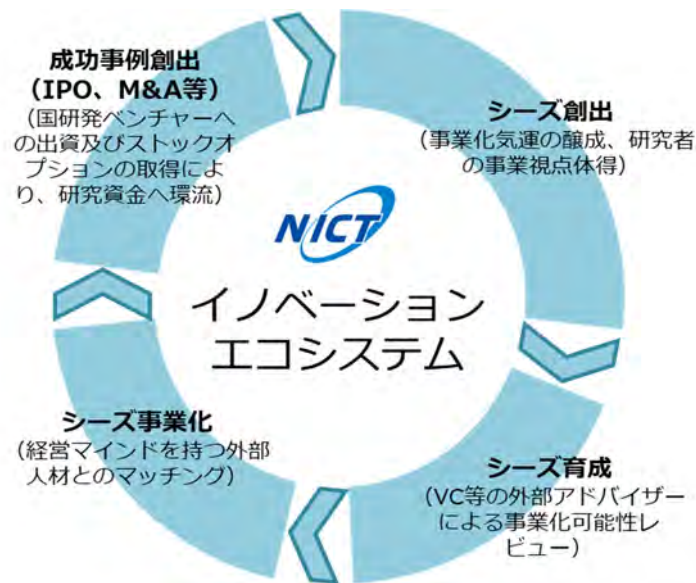 成功事例創出
（IPO、M&A等）
（国研発ベンチャーへ
の出資及びストックオ
プションの取得によ
り、研究資金へ環流）
シーズ創出
（事業化気運の醸成、研究者
の事業視点体得）
NICT
イノベーション
エコシステム
シーズ事業化
（経営マインドを持つ外部
人材とのマッチング）
シーズ育成
（VC等の外部アドバイザー
による事業化可能性レ
ビュー）